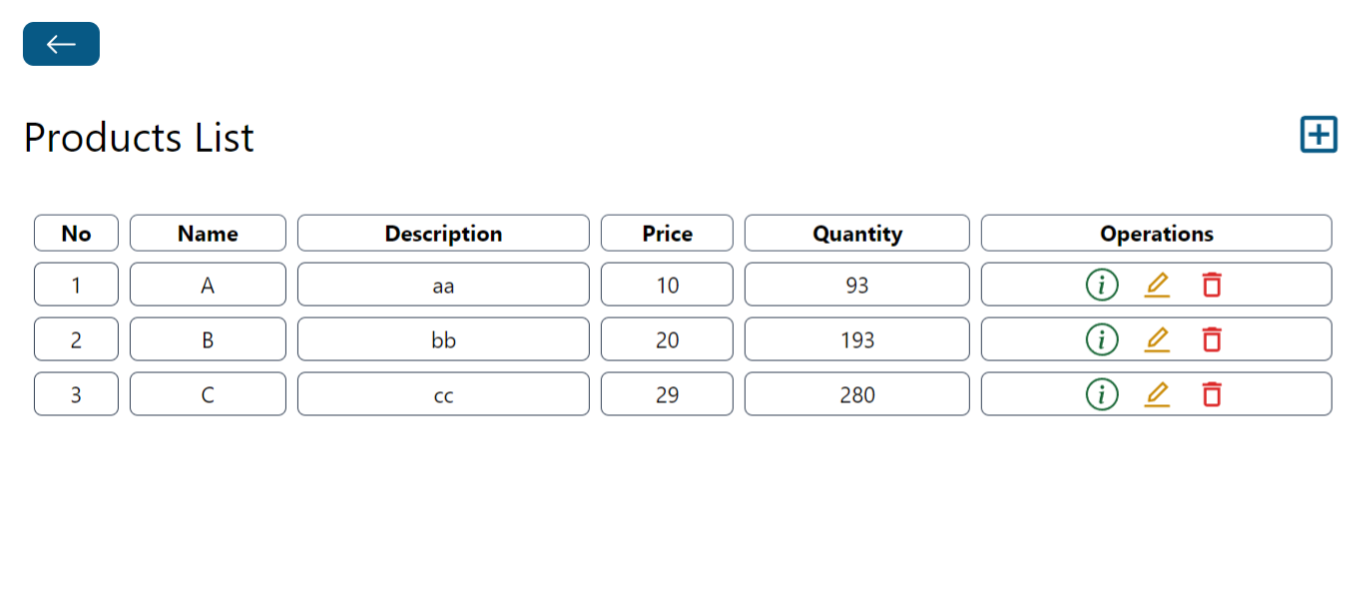 Products List
No Name Description Price Quantity Operations
1 A aa 10 93
2 B bb 20 193
3 C cc 29 280